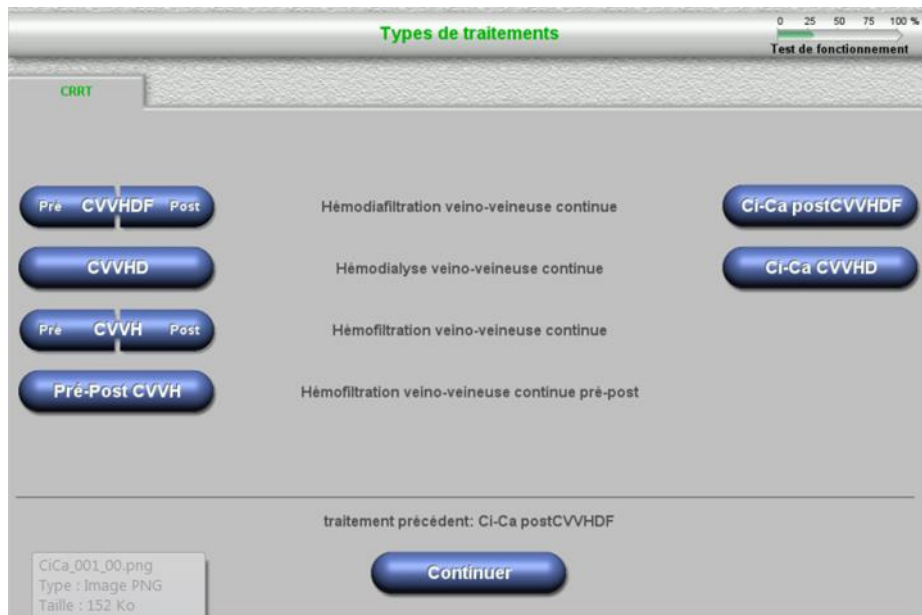 Types de traitements
0 25 50 75 100 %
Test de fonctionnement
CRRT
Pré CVVHDF Post
Hémodiafiltration veino-veineuse continue
Ci-Ca postCVVHDF
CVVHD
Hémodialyse veino-veineuse continue
Ci-Ca CVVHD
Pré CVVH Post
Hémofiltration veino-veineuse continue
Pré-Post CVVH
Hémofiltration veino-veineuse continue pré-post
traitement précédent: Ci-Ca postCVVHDF
Continuer
CiCa_001_00.png
Type : Image PNG
Taille : 152 Ko